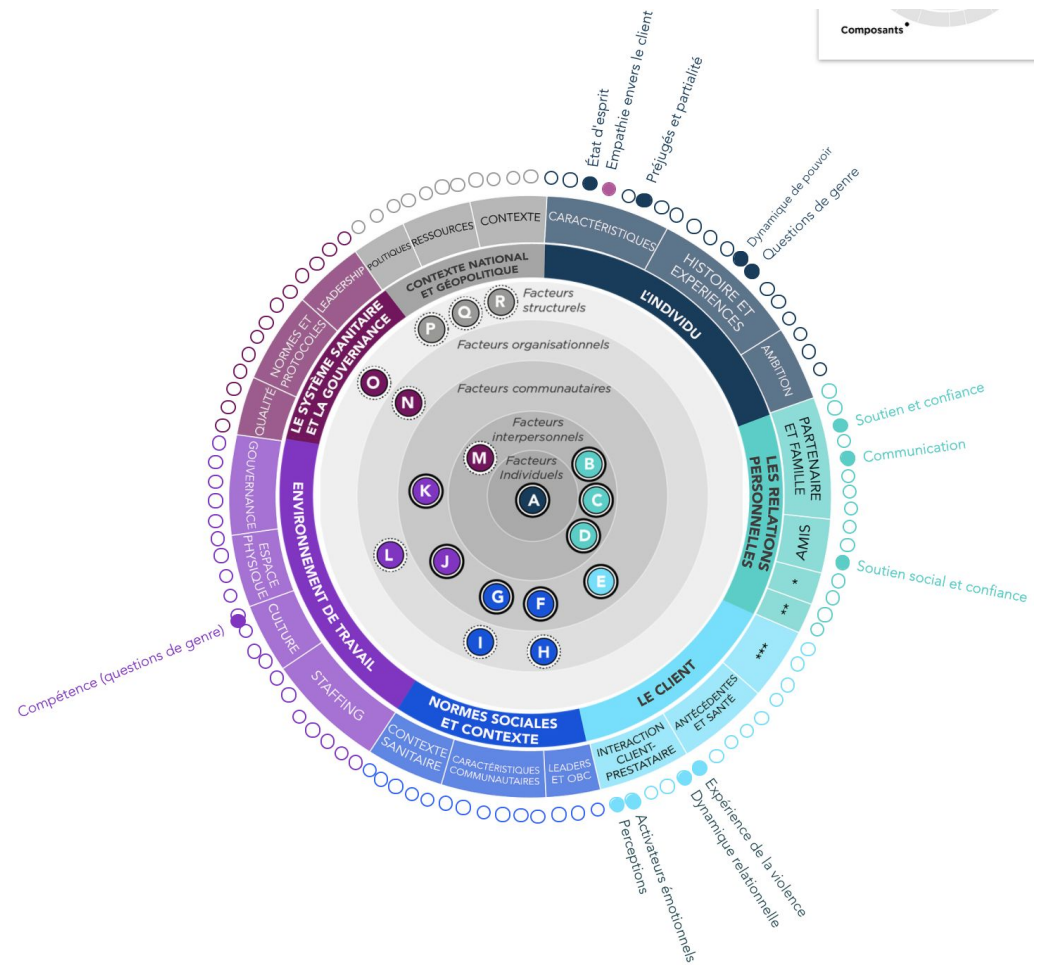 Composants
État d'esprit
Empathie envers le client
Préjugés et partialité
Dynamique de pouvoir
Questions de genre
POLITIQUES
RESSOURCES
CONTEXTE
CARACTÉRISTIQUES
HISTOIRE ET
EXPERIENCES
AMBITION
CONTEXTE NATIONAL
ET GÉOPOLITIQUE
L'INDIVIDU
LEADERSHIP
NORMES ET
PROTOCOLES
QUALITÉ
LE SYSTÈME SANITAIRE
ET LA GOUVERNANCE
Facteurs
structurels
Facteurs organisationnels
Facteurs communautaires
Facteurs
interpersonnels
Facteurs
Individuels
P
Q
R
O
N
M
B
K
A
C
D
L
J
E
G
F
I
H
Soutien et confiance
Communication
Soutien social et confiance
PARTENAIRE
ET FAMILLE
AMIS
*
**
***
LES RELATIONS
PERSONNELLES
GOUVERNANCE
ESPACE
PHYSIQUE
CULTURE
STAFFING
ENVIRONNEMENT DE TRAVAIL
Compétence (questions de genre)
LE CLIENT
ANTÉCÉDENTES
ET SANTÉ
INTERACTION
CLIENT-
PRESTATAIRE
NORMES SOCIALES
ET CONTEXTE
CONTEXTE
SANITAIRE
CARACTÉRISTIQUES
COMMUNAUTAIRES
LEADERS
ET OBC
Expérience de la violence
Dynamique relationnelle
Activateurs émotionnels
Perceptions